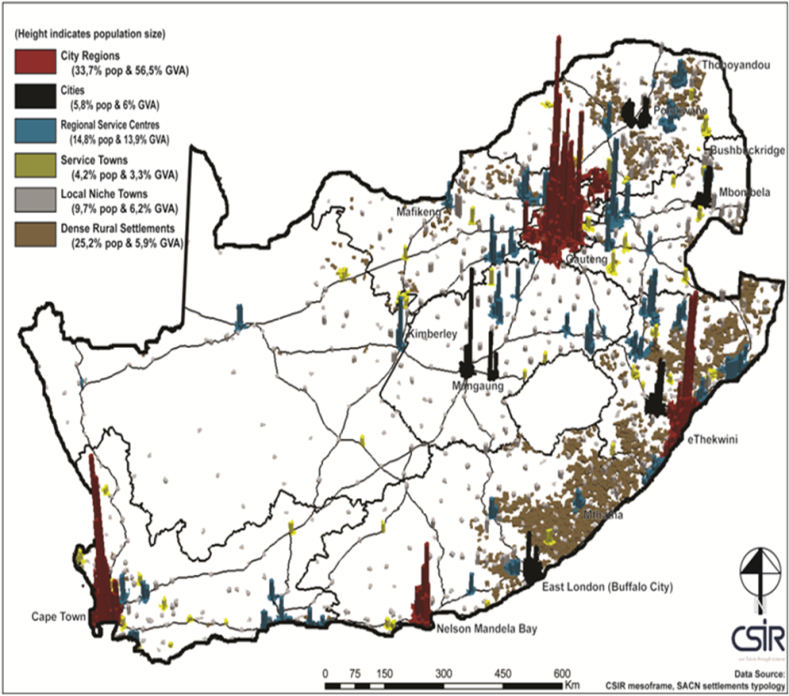 (Height indicates population size)
City Regions
(33,7% pop & 56,5% GVA)
Cities
(5,8% pop & 6% GVA)
Regional Service Centres
(14,8% pop & 13,9% GVA)
Service Towns
(4,2% pop & 3,3% GVA)
Local Niche Towns
(9,7% pop & 6,2% GVA)
Dense Rural Settlements
(25,2% pop & 5,9% GVA)
Thohoyandou
Bushbuckridge
Mbombela
Mafikeng
Gauteng
Kimberley
Mangaung
eThekwini
East London (Buffalo City)
Cape Town
Nelson Mandela Bay
N
CSIR
0 75 150 300 450 600
Km
Data Source:
CSIR mesoframe, SACN settlements typology